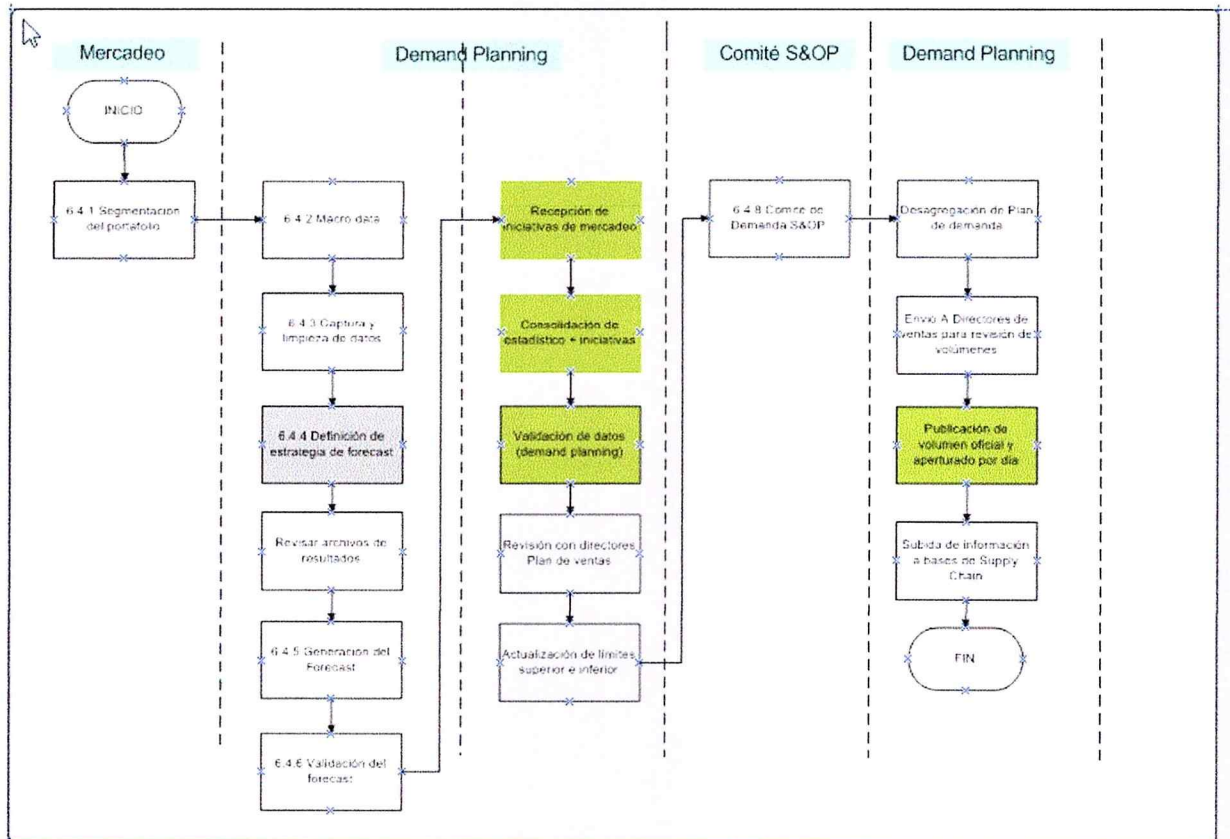 Mercadeo
Demand Planning
Comité S&OP
Demand Planning
INICIO
6.4.1 Segmentación
del portafolio
6.4.2 Macro data
6.4.3 Captura y
limpieza de datos
6.4.4 Definición de
estrategia de forecast
Revisar archivos de
resultados
6.4.5 Generación del
Forecast
6.4.6 Validación del
forecast
Recepción de
iniciativas de mercadeo
Consolidación de
estadístico + iniciativas
Validación de datos
(demand planning)
Revisión con directores
Plan de ventas
Actualización de límites
superior e inferior
6.4.8 Comité de
Demanda S&OP
Desagregación de Plan
de demanda
Envió A Directores de
ventas para revisión de
volúmenes
Publicación de
volumen oficial y
aperturado por día
Subida de información
a bases de Supply
Chain
FIN